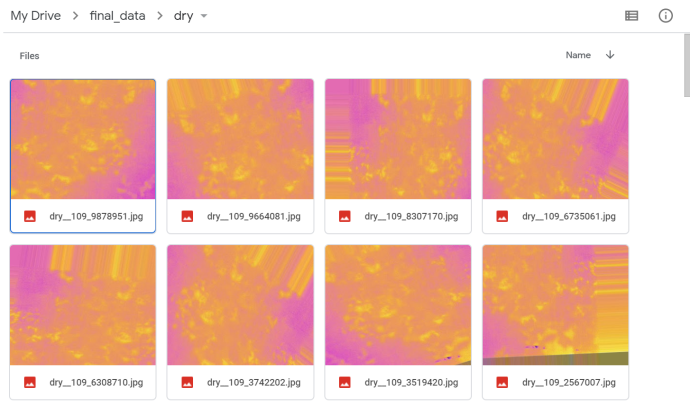 My Drive > final_data > dry
Files
Name
dry__109_9878951.jpg
dry__109_9664081.jpg
dry__109_8307170.jpg
dry__109_6735061.jpg
dry__109_6308710.jpg
dry__109_3742202.jpg
dry__109_3519420.jpg
dry__109_2567007.jpg